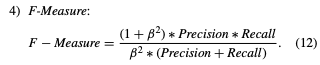 4) F-Measure:
F − Measure = (1 + β²) ∗ Precision ∗ Recall / β² ∗ (Precision + Recall) . (12)